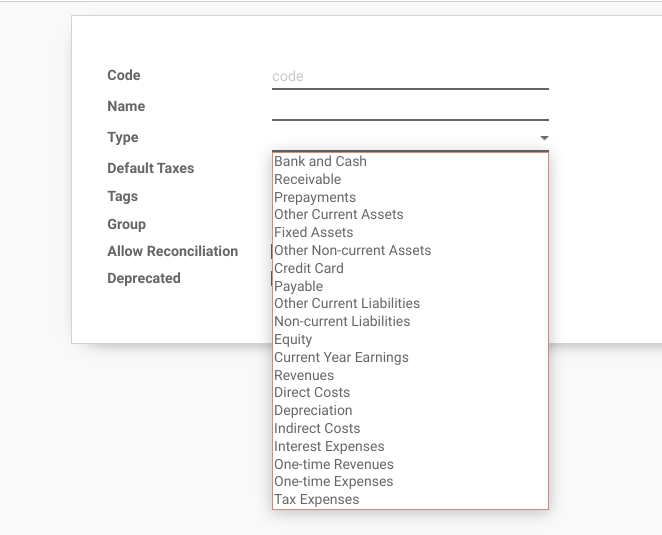 Code
code
Name
Type
Default Taxes
Tags
Group
Allow Reconciliation
Deprecated
Bank and Cash
Receivable
Prepayments
Other Current Assets
Fixed Assets
Other Non-current Assets
Credit Card
Payable
Other Current Liabilities
Non-current Liabilities
Equity
Current Year Earnings
Revenues
Direct Costs
Depreciation
Indirect Costs
Interest Expenses
One-time Revenues
One-time Expenses
Tax Expenses